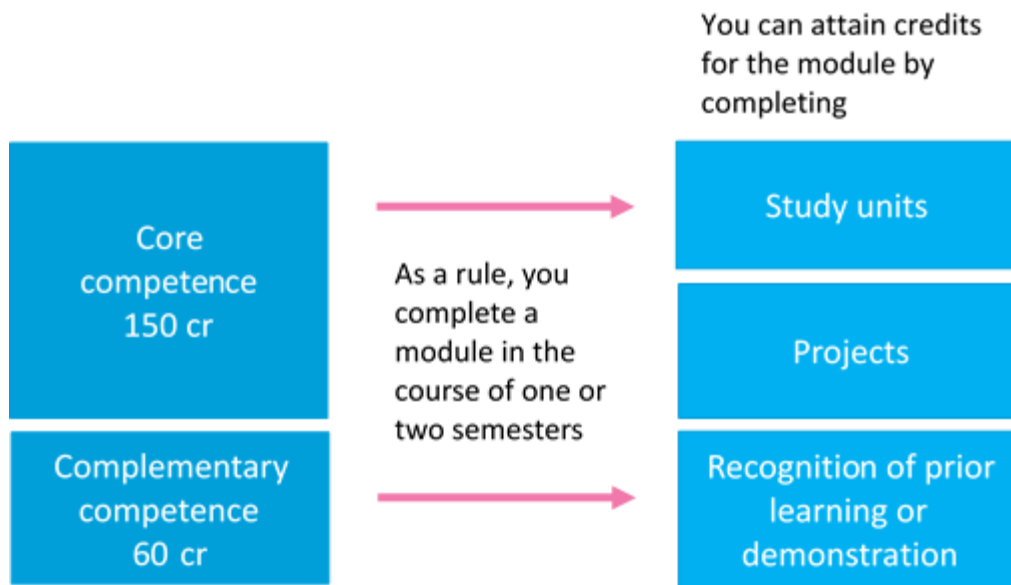 You can attain credits
for the module by
completing
Core
competence
150 cr
Complementary
competence
60 cr
As a rule, you
complete a
module in the
course of one or
two semesters
Study units
Projects
Recognition of prior
learning or
demonstration